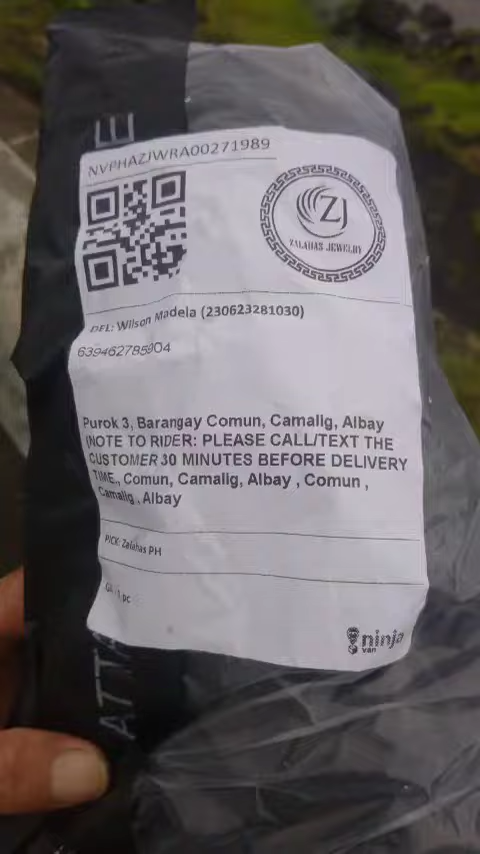 NVPHAZJWRA00271989
ZJ
ZALAHAS JEWELRY
DEL: Wilson Madela (230623281030)
639462785904
Purok 3, Barangay Comun, Camalig, Albay
(NOTE TO RIDER: PLEASE CALL/TEXT THE
CUSTOMER 30 MINUTES BEFORE DELIVERY
TIME., Comun, Camalig, Albay , Comun ,
Camalig , Albay
PICK: Zalahas PH
1 pc
ninja
van